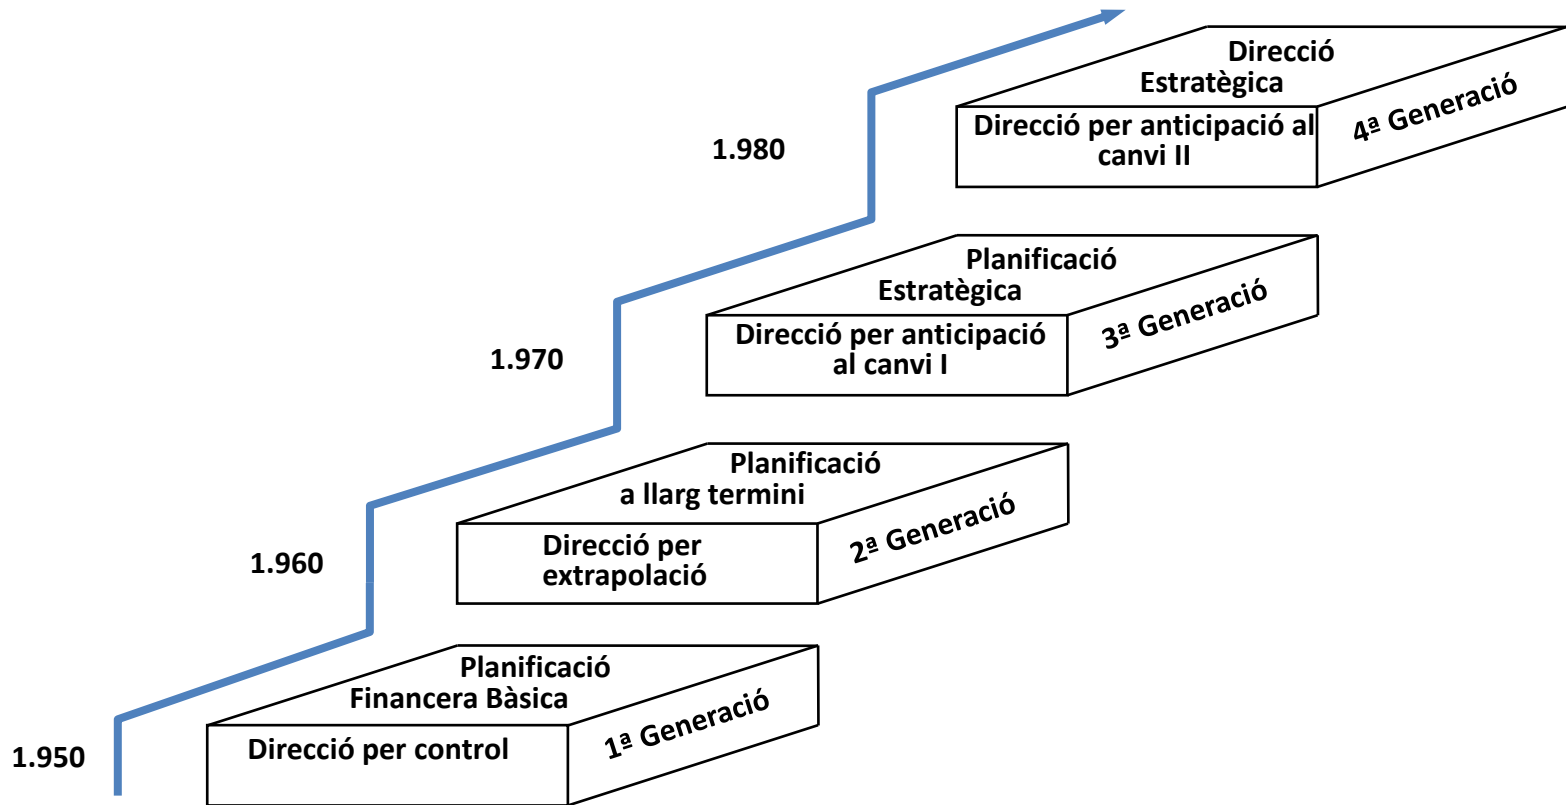 Direcció
Estratègica
Direcció per anticipació al
canvi II
4ª Generació
1.980
Planificació
Estratègica
Direcció per anticipació
al canvi I
3ª Generació
1.970
Planificació
a llarg termini
Direcció per
extrapolació
2ª Generació
1.960
Planificació
Financera Bàsica
Direcció per control
1ª Generació
1.950